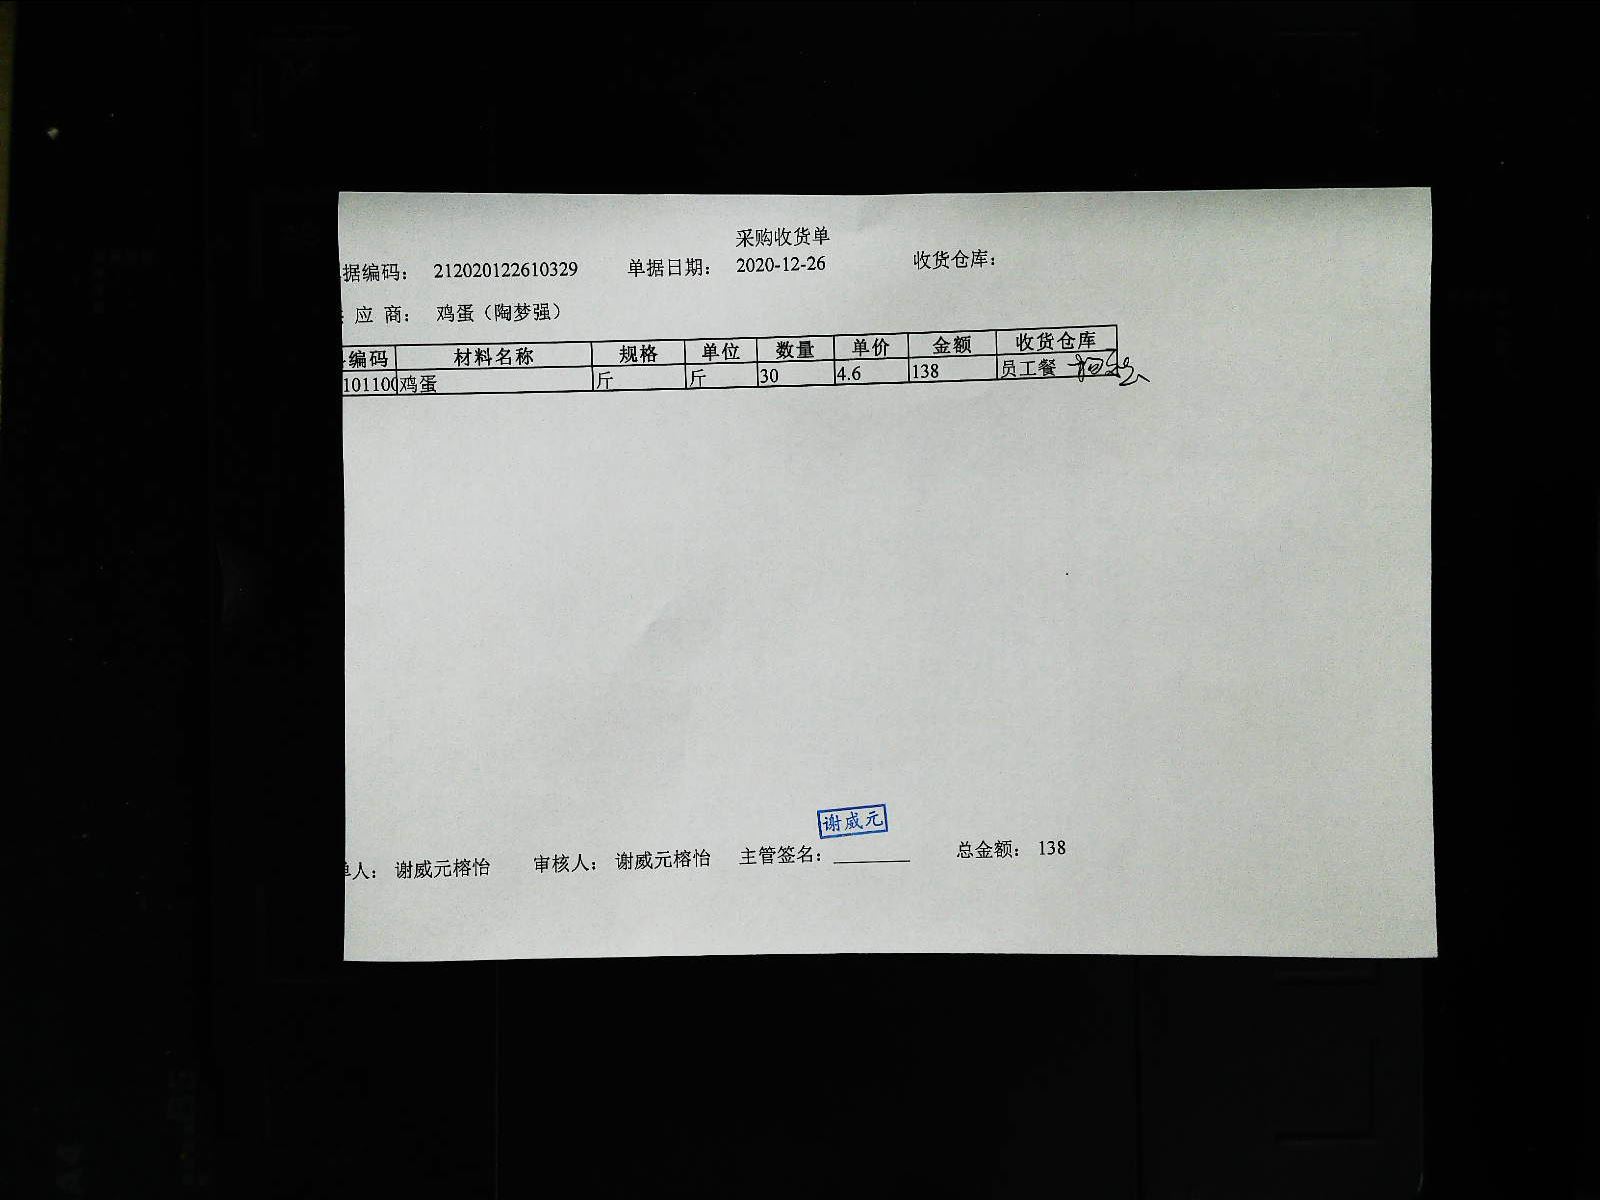 采购收货单
据编码： 212020122610329 单据日期： 2020-12-26 收货仓库：
应 商： 鸡蛋（陶梦强）
编码 材料名称 规格 单位 数量 单价 金额 收货仓库
101100 鸡蛋 斤 斤 30 4.6 138 员工餐
谢威元
单人： 谢威元榕怡 审核人： 谢威元榕怡 主管签名：________ 总金额： 138